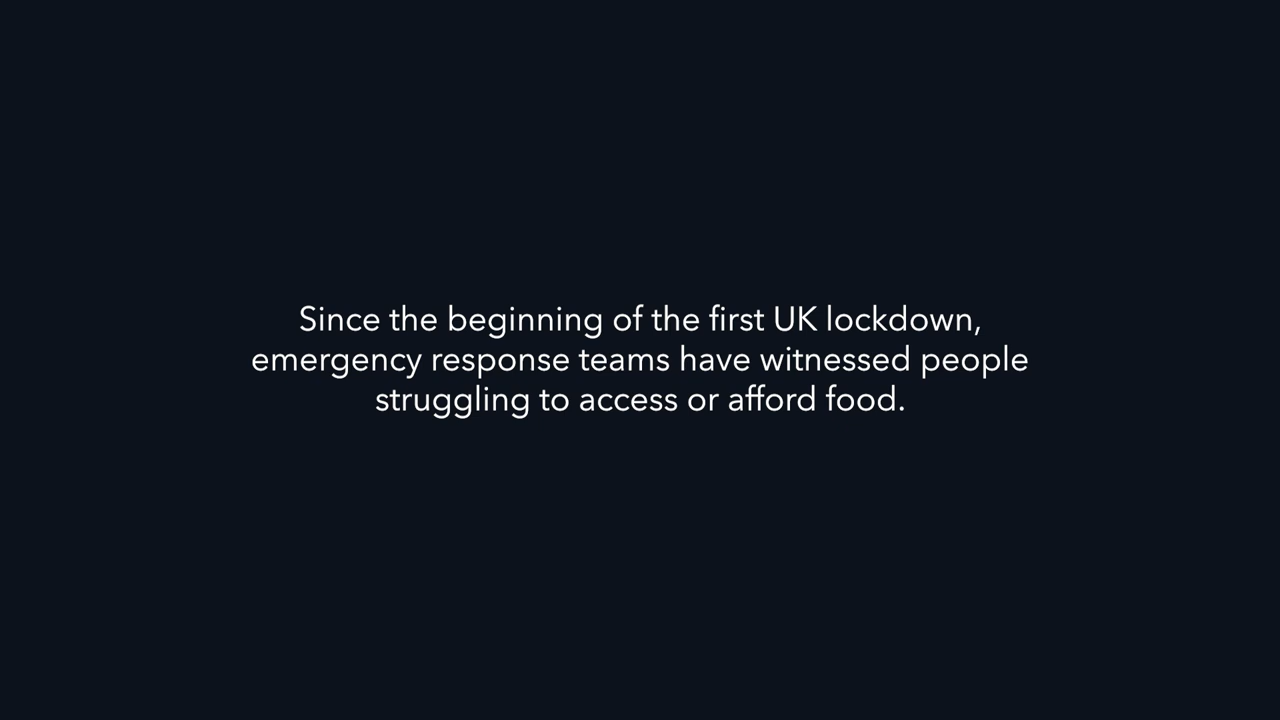 Since the beginning of the first UK lockdown,
emergency response teams have witnessed people
struggling to access or afford food.